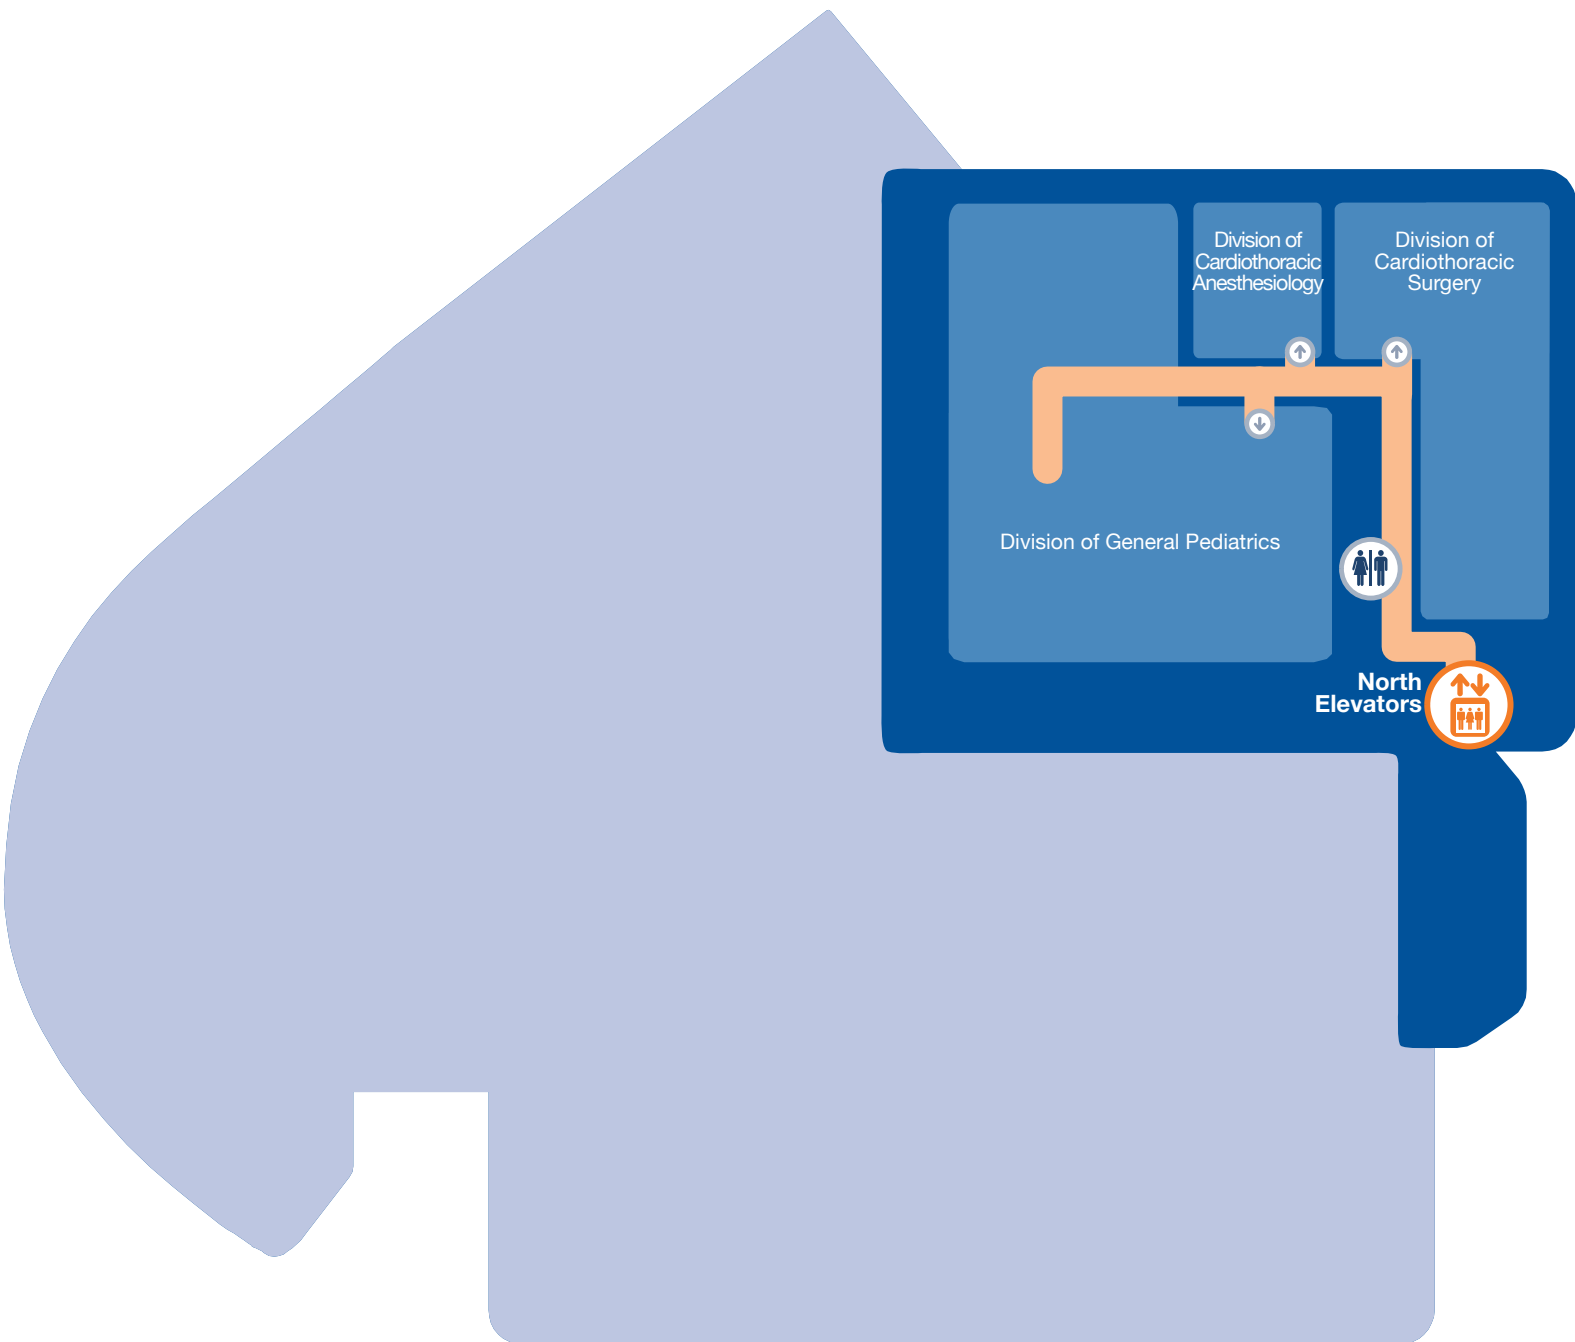 Division of
Cardiothoracic
Anesthesiology
Division of
Cardiothoracic
Surgery
Division of General Pediatrics
North
Elevators